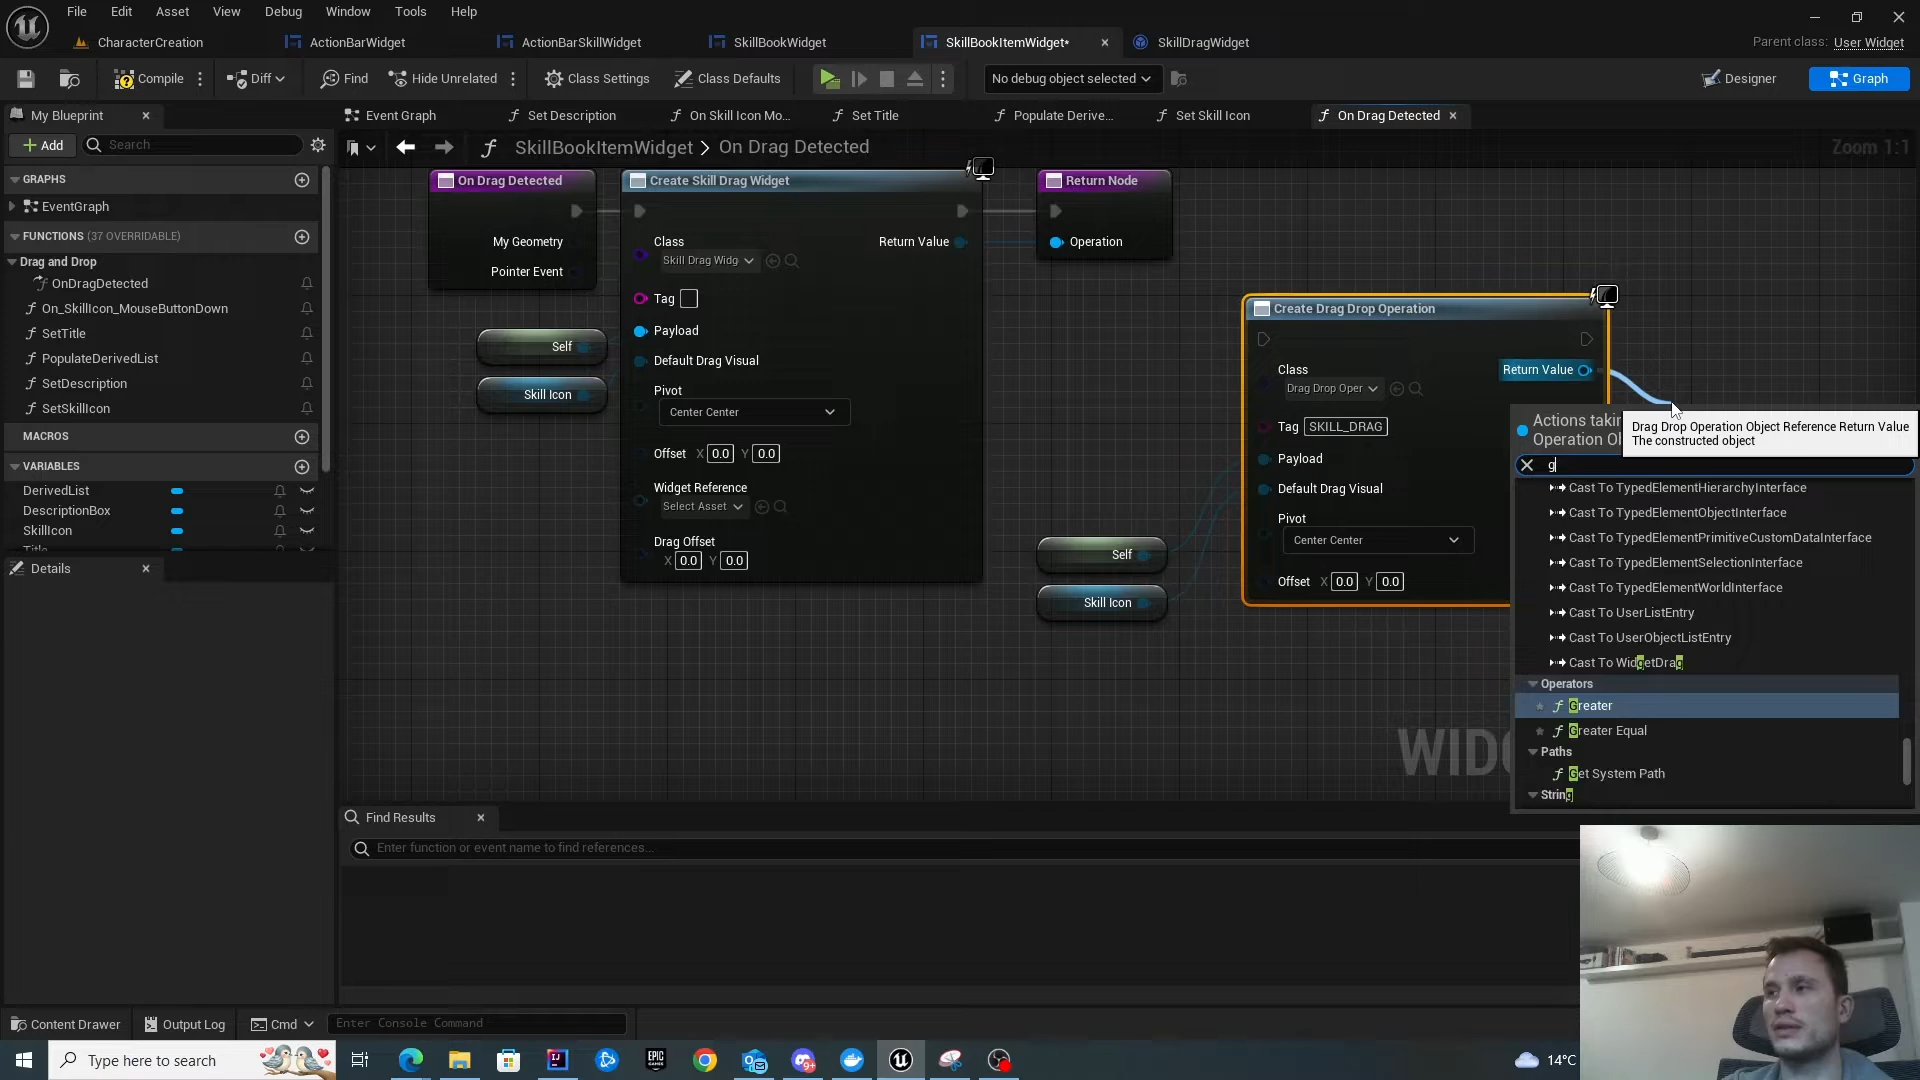 File Edit Asset View Debug Window Tools Help
CharacterCreation ActionBarWidget ActionBarSkillWidget SkillBookWidget SkillBookItemWidget* SkillDragWidget Parent class: User Widget
Compile Diff Find Hide Unrelated Class Settings Class Defaults No debug object selected Designer Graph
My Blueprint Event Graph Set Description On Skill Icon Mo... Set Title Populate Derive... Set Skill Icon On Drag Detected
Add Search
SkillBookItemWidget > On Drag Detected Zoom 1:1
GRAPHS
EventGraph
FUNCTIONS (37 OVERRIDABLE)
Drag and Drop
OnDragDetected
On_SkillIcon_MouseButtonDown
SetTitle
PopulateDerivedList
SetDescription
SetSkillIcon
MACROS
VARIABLES
DerivedList
DescriptionBox
SkillIcon
Title
Details
On Drag Detected
My Geometry
Pointer Event
Self
Skill Icon
Create Skill Drag Widget
Class Return Value
Skill Drag Widg
Tag
Payload
Default Drag Visual
Pivot
Center Center
Offset X 0.0 Y 0.0
Widget Reference
Select Asset
Drag Offset
X 0.0 Y 0.0
Return Node
Operation
Create Drag Drop Operation
Class Return Value
Drag Drop Oper
Tag SKILL_DRAG
Payload
Default Drag Visual
Pivot
Center Center
Offset X 0.0 Y 0.0
Self
Skill Icon
Actions takin
Operation Ol
Drag Drop Operation Object Reference Return Value
The constructed object
g
Cast To TypedElementHierarchyInterface
Cast To TypedElementObjectInterface
Cast To TypedElementPrimitiveCustomDataInterface
Cast To TypedElementSelectionInterface
Cast To TypedElementWorldInterface
Cast To UserListEntry
Cast To UserObjectListEntry
Cast To WidgetDrag
Operators
Greater
Greater Equal
Paths
Get System Path
String
WIDG
Find Results
Enter function or event name to find references...
Content Drawer Output Log Cmd Enter Console Command
Type here to search 14°C